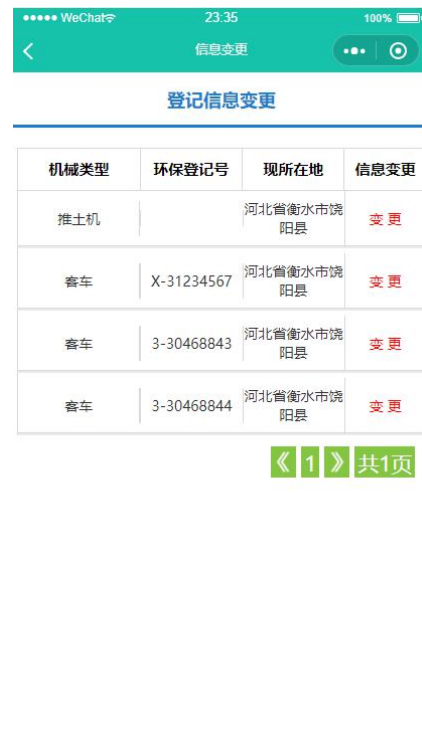 ●●●●● WeChat 23:35 100%
信息变更
登记信息变更
机械类型 环保登记号 现所在地 信息变更
推土机 河北省衡水市饶 变 更
阳县
客车 X-31234567 河北省衡水市饶 变 更
阳县
客车 3-30468843 河北省衡水市饶 变 更
阳县
客车 3-30468844 河北省衡水市饶 变 更
阳县
《 1 》 共1页